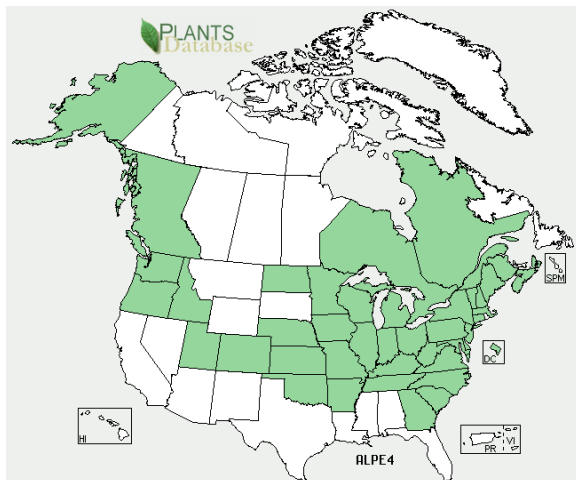 PLANTS
Database
SPM
DC
HI
PR
VI
ALPE4